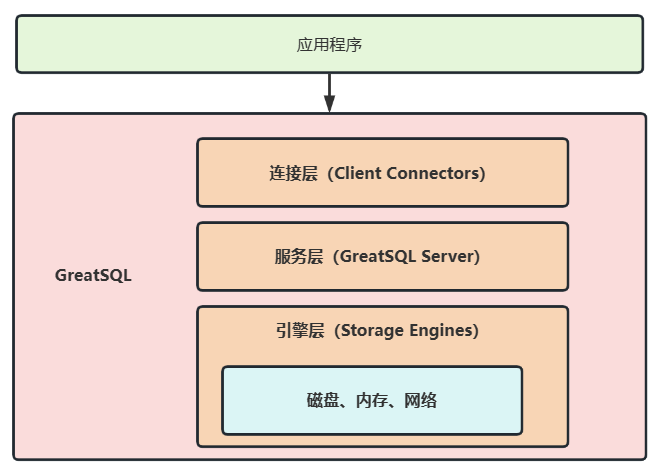 应用程序
连接层（Client Connectors）
服务层（GreatSQL Server）
GreatSQL
引擎层（Storage Engines）
磁盘、内存、网络